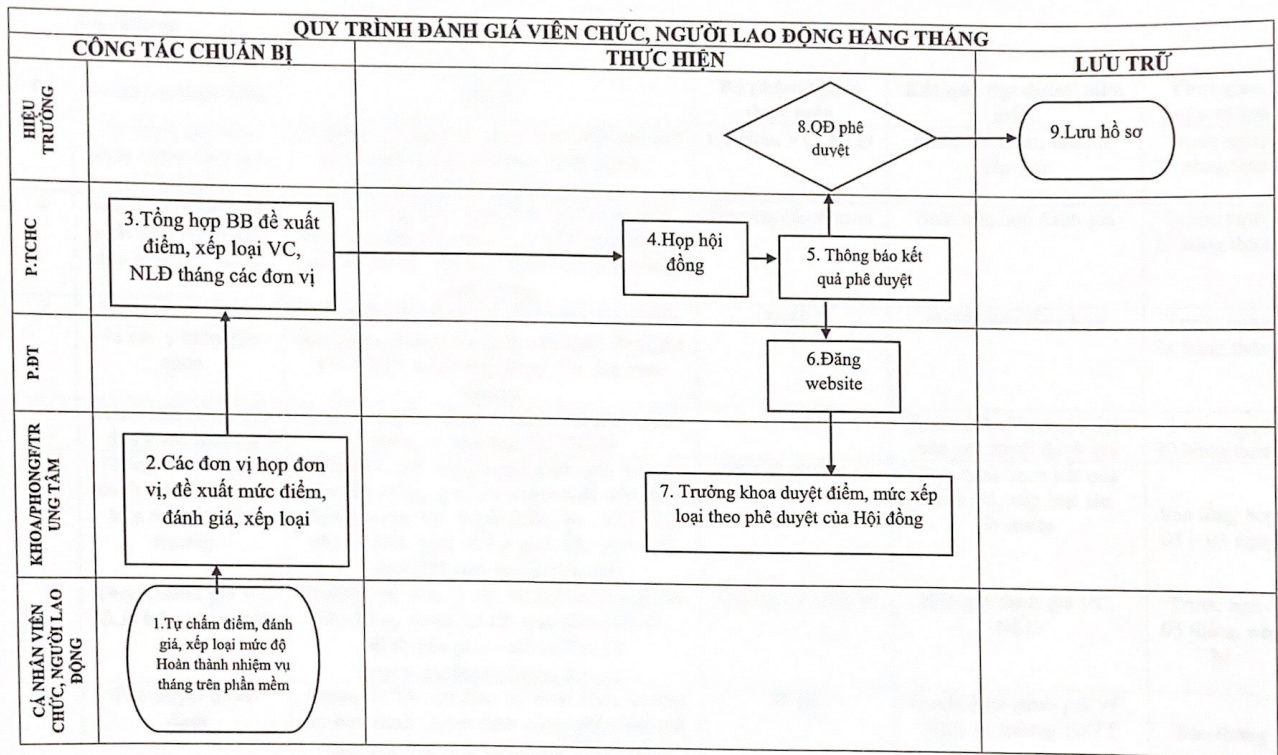 QUY TRÌNH ĐÁNH GIÁ VIÊN CHỨC, NGƯỜI LAO ĐỘNG HÀNG THÁNG
CÔNG TÁC CHUẨN BỊ
THỰC HIỆN
LƯU TRỮ
HIỆU
TRƯỞNG
8.QĐ phê
duyệt
9.Lưu hồ sơ
P.TCHC
3.Tổng hợp BB đề xuất
điểm, xếp loại VC,
NLĐ tháng các đơn vị
4.Họp hội
đồng
5. Thông báo kết
quả phê duyệt
P.ĐT
6.Đăng
website
KHOA/PHONGF/TR
UNG TÂM
2.Các đơn vị họp đơn
vị, đề xuất mức điểm,
đánh giá, xếp loại
7. Trưởng khoa duyệt điểm, mức xếp
loại theo phê duyệt của Hội đồng
CÁ NHÂN VIÊN
CHỨC, NGƯỜI LAO
ĐỘNG
1.Tự chấm điểm, đánh
giá, xếp loại mức độ
Hoàn thành nhiệm vụ
tháng trên phần mềm